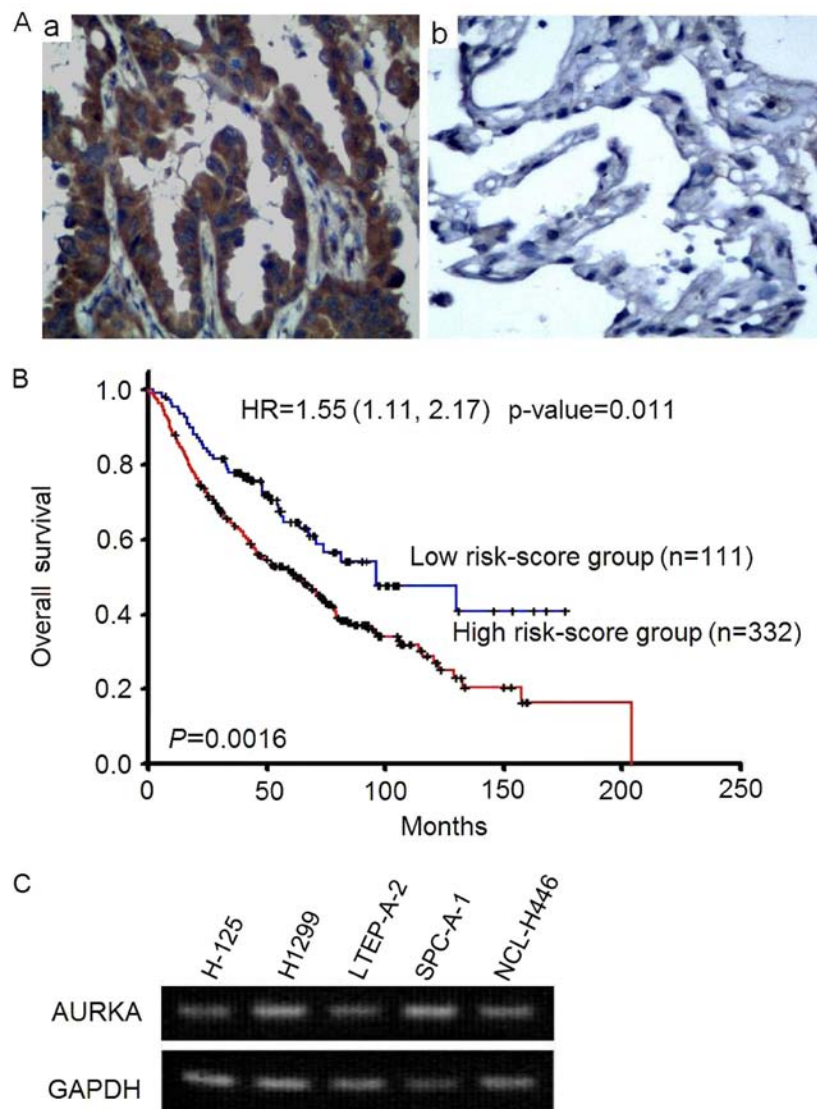 A
a
b
B
HR=1.55 (1.11, 2.17) p-value=0.011
1.0
0.8
0.6
0.4
0.2
0.0
Overall survival
Low risk-score group (n=111)
High risk-score group (n=332)
P=0.0016
0 50 100 150 200 250
Months
C
H-125 H1299 LTEP-A-2 SPC-A-1 NCL-H446
AURKA
GAPDH